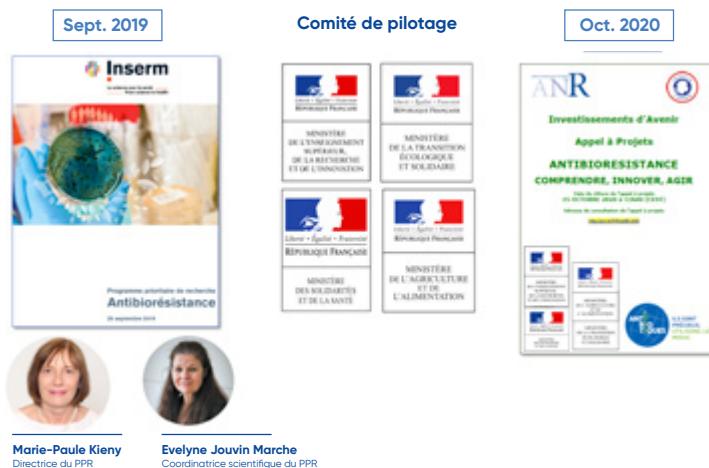 Sept. 2019
Comité de pilotage
Oct. 2020
Inserm
Programme prioritaire de recherche
Antibiorésistance
26 septembre 2019
Liberté • Égalité • Fraternité
RÉPUBLIQUE FRANÇAISE
MINISTÈRE
DE L'ENSEIGNEMENT
SUPÉRIEUR,
DE LA RECHERCHE
ET DE L'INNOVATION
Liberté • Égalité • Fraternité
RÉPUBLIQUE FRANÇAISE
MINISTÈRE
DE LA TRANSITION
ÉCOLOGIQUE
ET SOLIDAIRE
Liberté • Égalité • Fraternité
RÉPUBLIQUE FRANÇAISE
MINISTÈRE
DES SOLIDARITÉS
ET DE LA SANTÉ
Liberté • Égalité • Fraternité
RÉPUBLIQUE FRANÇAISE
MINISTÈRE
DE L'AGRICULTURE
ET DE
L'ALIMENTATION
ANR
Investissements d'Avenir
Appel à Projets
ANTIBIORESISTANCE
COMPRENDRE, INNOVER, AGIR
Marie-Paule Kieny
Directrice du PPR
Evelyne Jouvin Marche
Coordinatrice scientifique du PPR